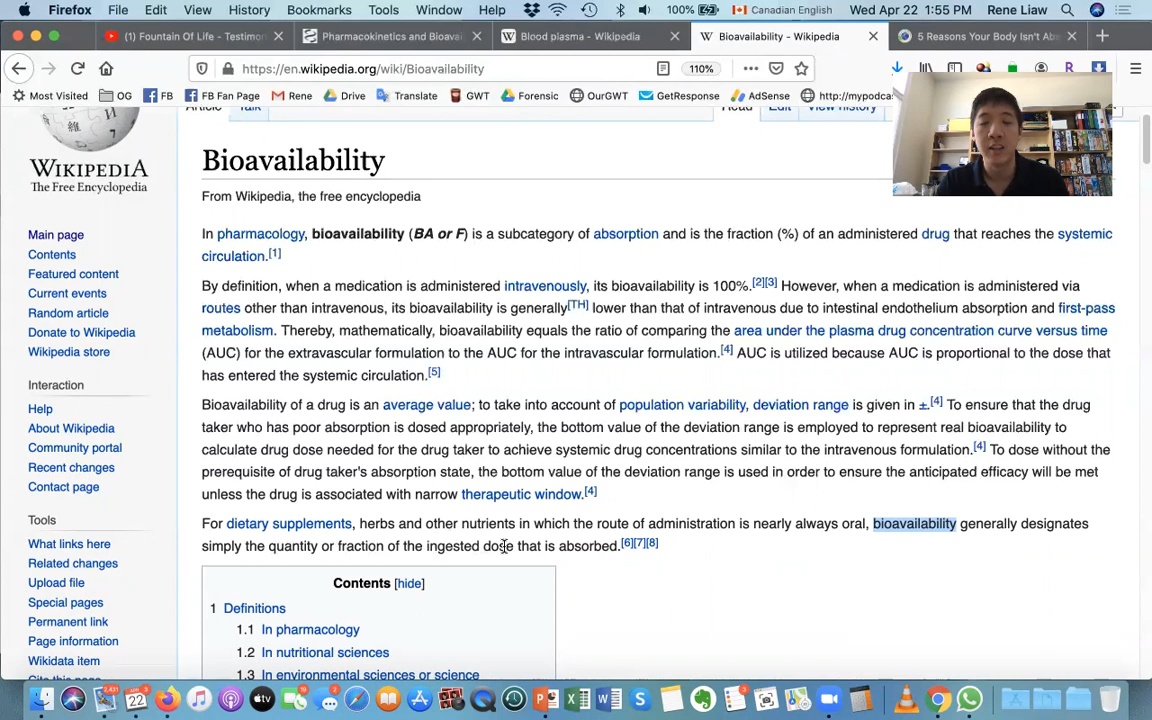 Firefox File Edit View History Bookmarks Tools Window Help 100% Canadian English Wed Apr 22 1:55 PM Rene Liaw
(1) Fountain Of Life - Testimor Pharmacokinetics and Bioavai Blood plasma - Wikipedia Bioavailability - Wikipedia 5 Reasons Your Body Isn't Abs
https://en.wikipedia.org/wiki/Bioavailability 110%
Most Visited OG FB FB Fan Page Rene Drive Translate GWT Forensic OurGWT GetResponse AdSense http://mypodcas
Article Talk Read Edit View history
WIKIPEDIA
The Free Encyclopedia
Main page
Contents
Featured content
Current events
Random article
Donate to Wikipedia
Wikipedia store
Interaction
Help
About Wikipedia
Community portal
Recent changes
Contact page
Tools
What links here
Related changes
Upload file
Special pages
Permanent link
Page information
Wikidata item
Cite this page
Bioavailability
From Wikipedia, the free encyclopedia
In pharmacology, bioavailability (BA or F) is a subcategory of absorption and is the fraction (%) of an administered drug that reaches the systemic
circulation.[1]
By definition, when a medication is administered intravenously, its bioavailability is 100%.[2][3] However, when a medication is administered via
routes other than intravenous, its bioavailability is generally[TH] lower than that of intravenous due to intestinal endothelium absorption and first-pass
metabolism. Thereby, mathematically, bioavailability equals the ratio of comparing the area under the plasma drug concentration curve versus time
(AUC) for the extravascular formulation to the AUC for the intravascular formulation.[4] AUC is utilized because AUC is proportional to the dose that
has entered the systemic circulation.[5]
Bioavailability of a drug is an average value; to take into account of population variability, deviation range is given in ±.[4] To ensure that the drug
taker who has poor absorption is dosed appropriately, the bottom value of the deviation range is employed to represent real bioavailability to
calculate drug dose needed for the drug taker to achieve systemic drug concentrations similar to the intravenous formulation.[4] To dose without the
prerequisite of drug taker's absorption state, the bottom value of the deviation range is used in order to ensure the anticipated efficacy will be met
unless the drug is associated with narrow therapeutic window.[4]
For dietary supplements, herbs and other nutrients in which the route of administration is nearly always oral, bioavailability generally designates
simply the quantity or fraction of the ingested dose that is absorbed.[6][7][8]
Contents [hide]
1 Definitions
1.1 In pharmacology
1.2 In nutritional sciences
1.3 In environmental sciences or science